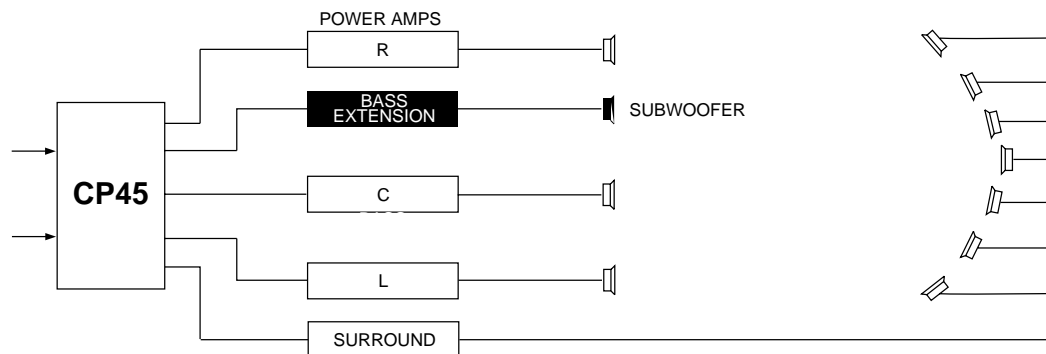 POWER AMPS
R
BASS
EXTENSION
SUBWOOFER
CP45
C
L
SURROUND